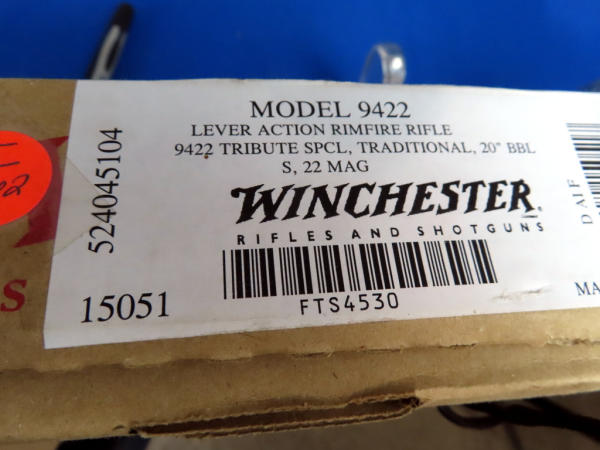 MODEL 9422
LEVER ACTION RIMFIRE RIFLE
9422 TRIBUTE SPCL, TRADITIONAL, 20" BBL
S, 22 MAG
WINCHESTER
RIFLES AND SHOTGUNS
FTS4530
524045104
15051
S
MA